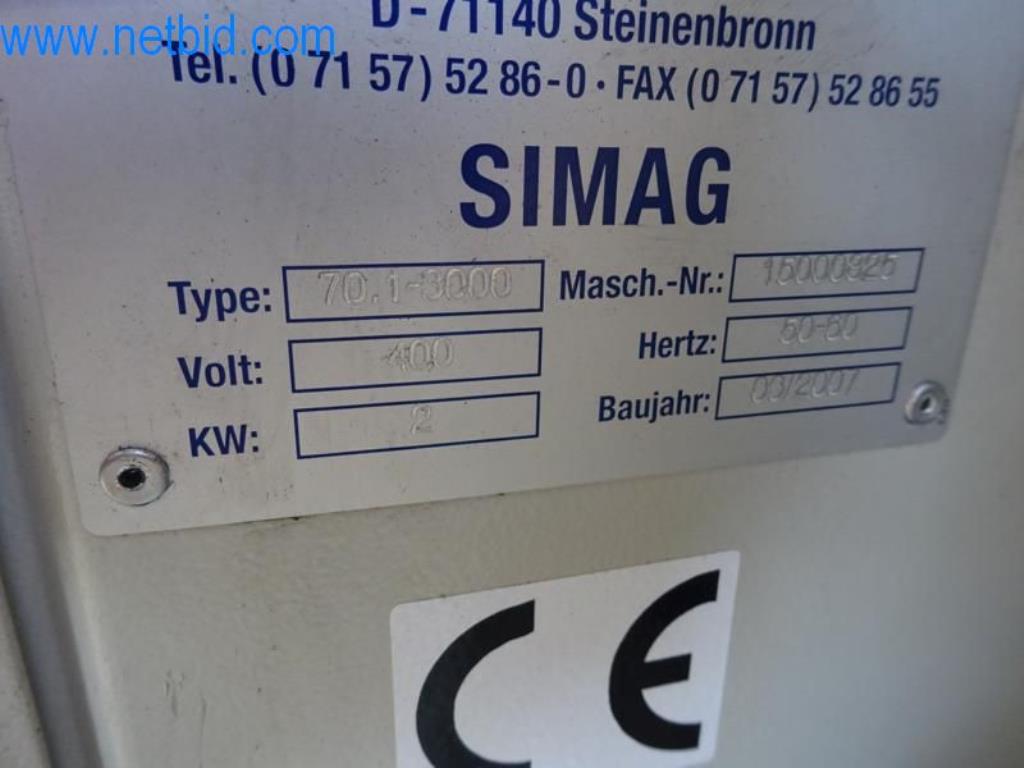 www.netbid.com
D-71140 Steinenbronn
Tel. (0 71 57) 52 86-0 · FAX (0 71 57) 52 86 55
SIMAG
Type: 70.1-3000 Masch.-Nr.:
Volt: 400 Hertz: 50-60
KW: 2 Baujahr: 03/2007
CE